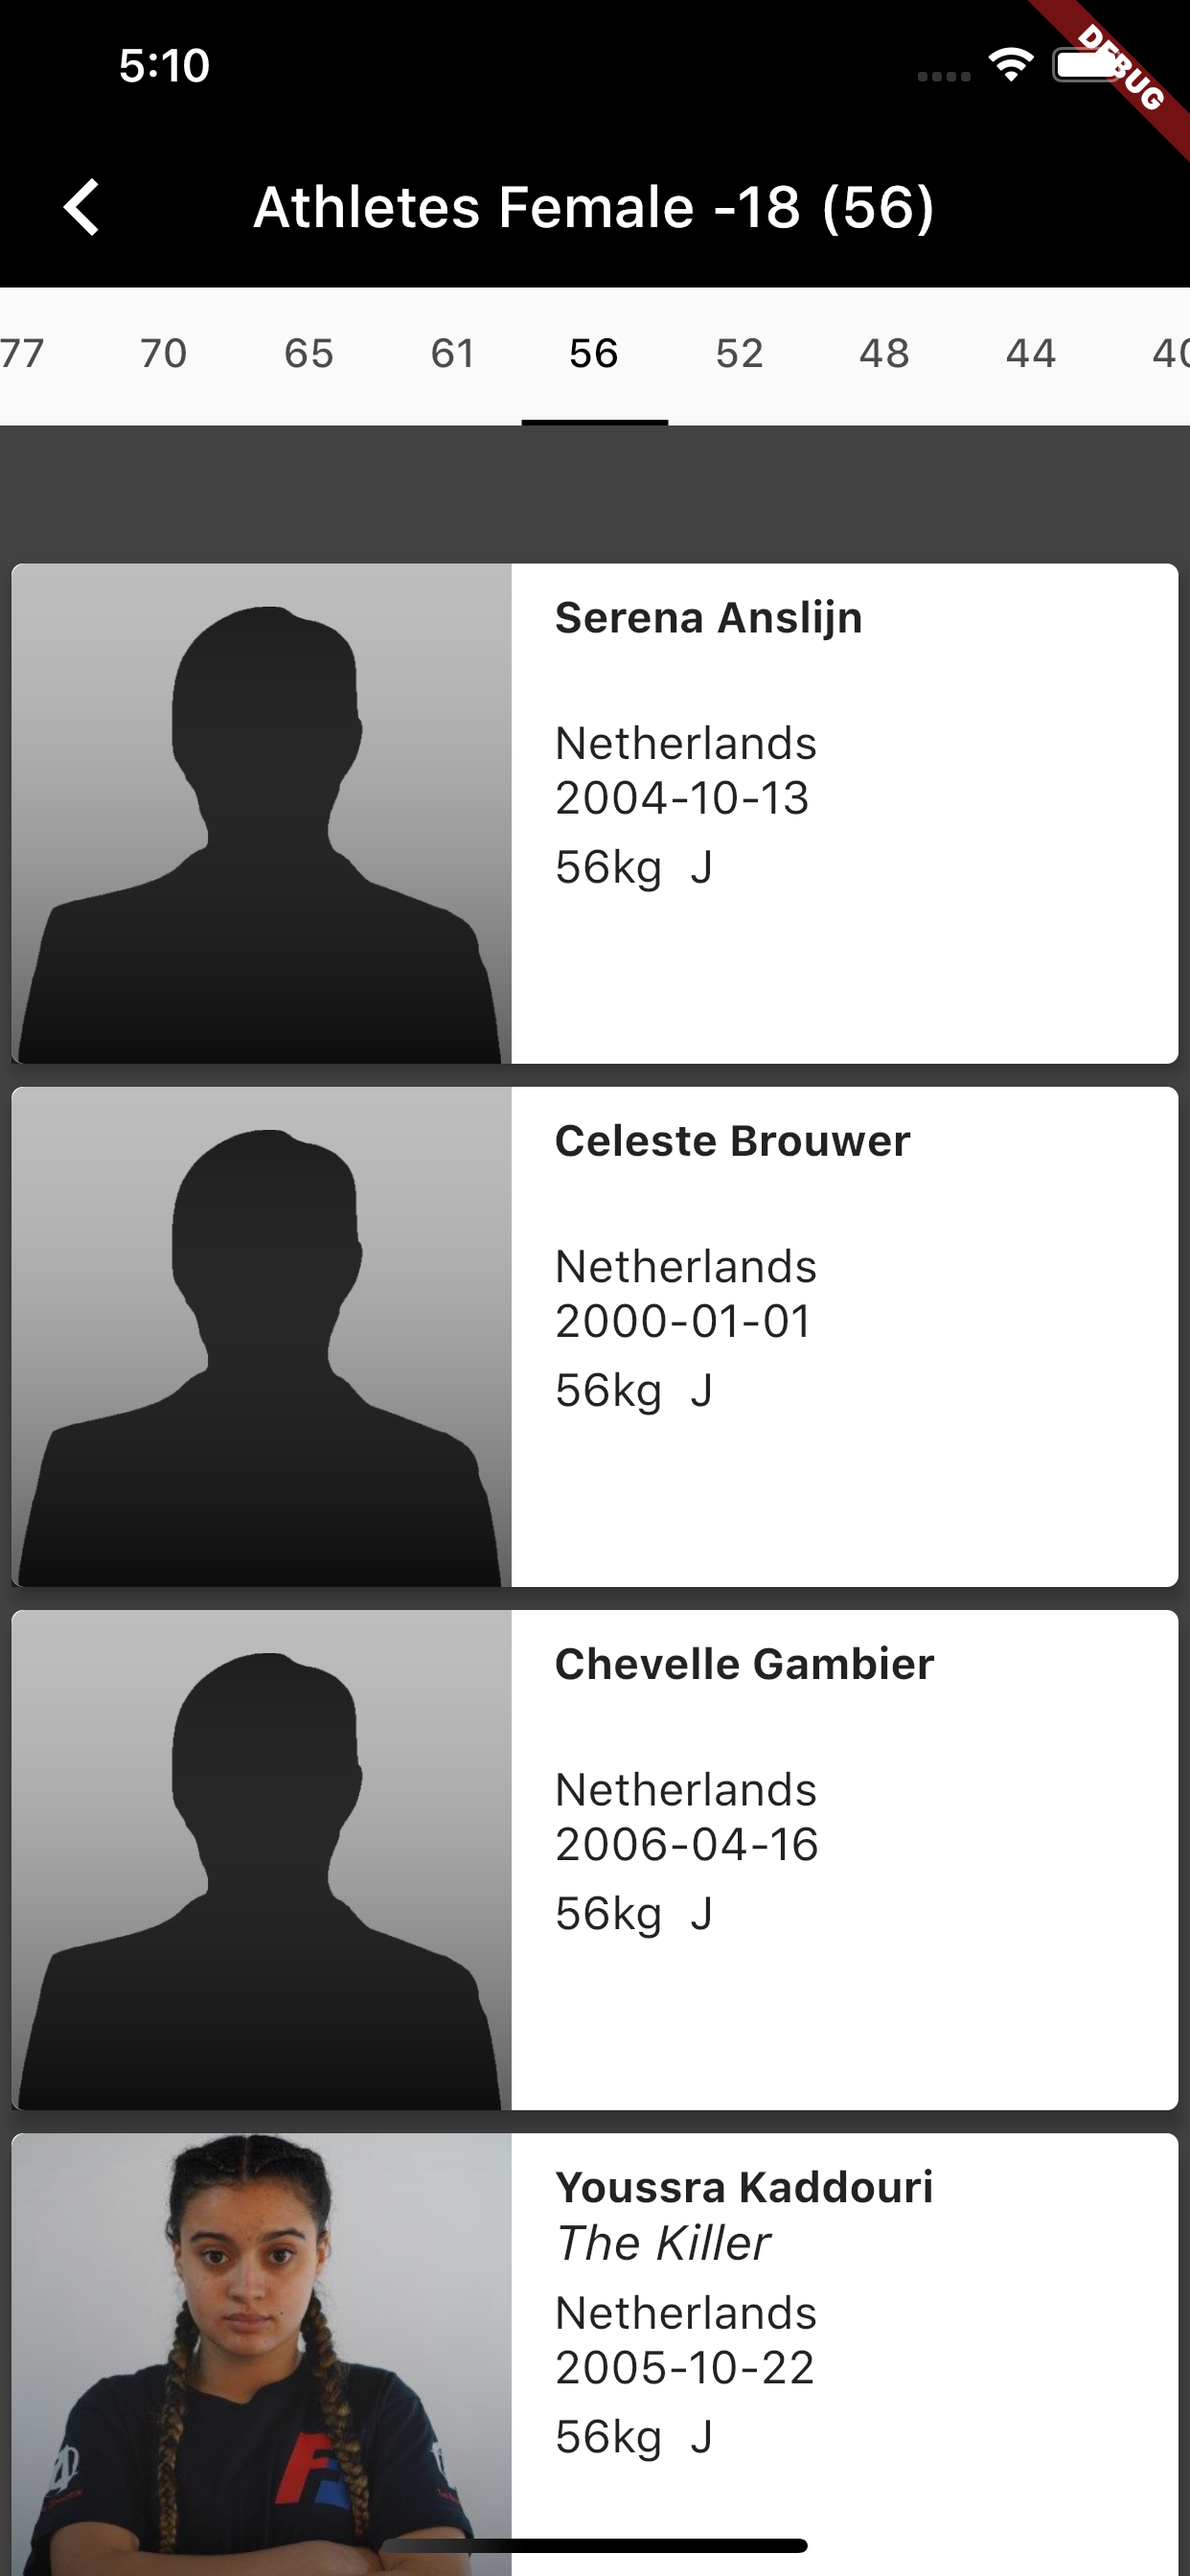 5:10
DEBUG
Athletes Female -18 (56)
77 70 65 61 56 52 48 44 40
Serena Anslijn
Netherlands
2004-10-13
56kg J
Celeste Brouwer
Netherlands
2000-01-01
56kg J
Chevelle Gambier
Netherlands
2006-04-16
56kg J
Youssra Kaddouri
The Killer
Netherlands
2005-10-22
56kg J